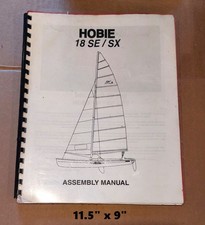 HOBIE
18 SE / SX
ASSEMBLY MANUAL
11.5" x 9"